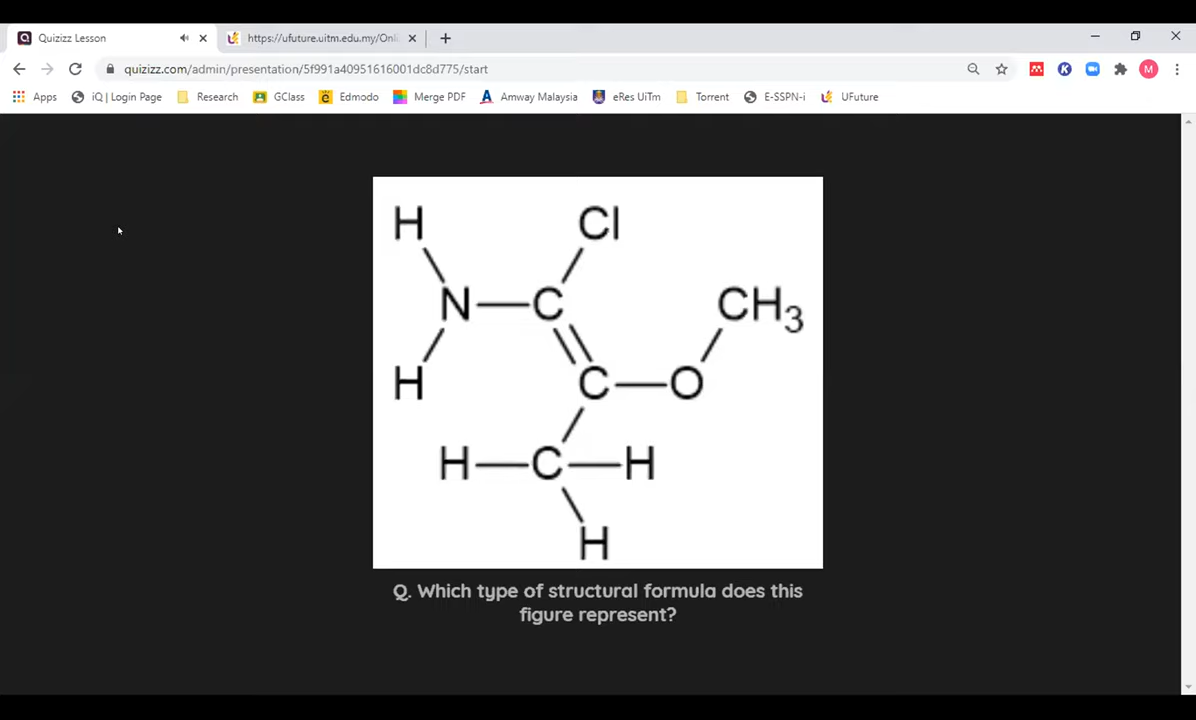 Quizizz Lesson
https://ufuture.uitm.edu.my/Onli
quizizz.com/admin/presentation/5f991a40951616001dc8d775/start
M
Apps iQ | Login Page Research GClass Edmodo Merge PDF Amway Malaysia eRes UiTm Torrent E-SSPN-i UFuture
H Cl
N C CH3
H C O
H C H
H
Q. Which type of structural formula does this
figure represent?